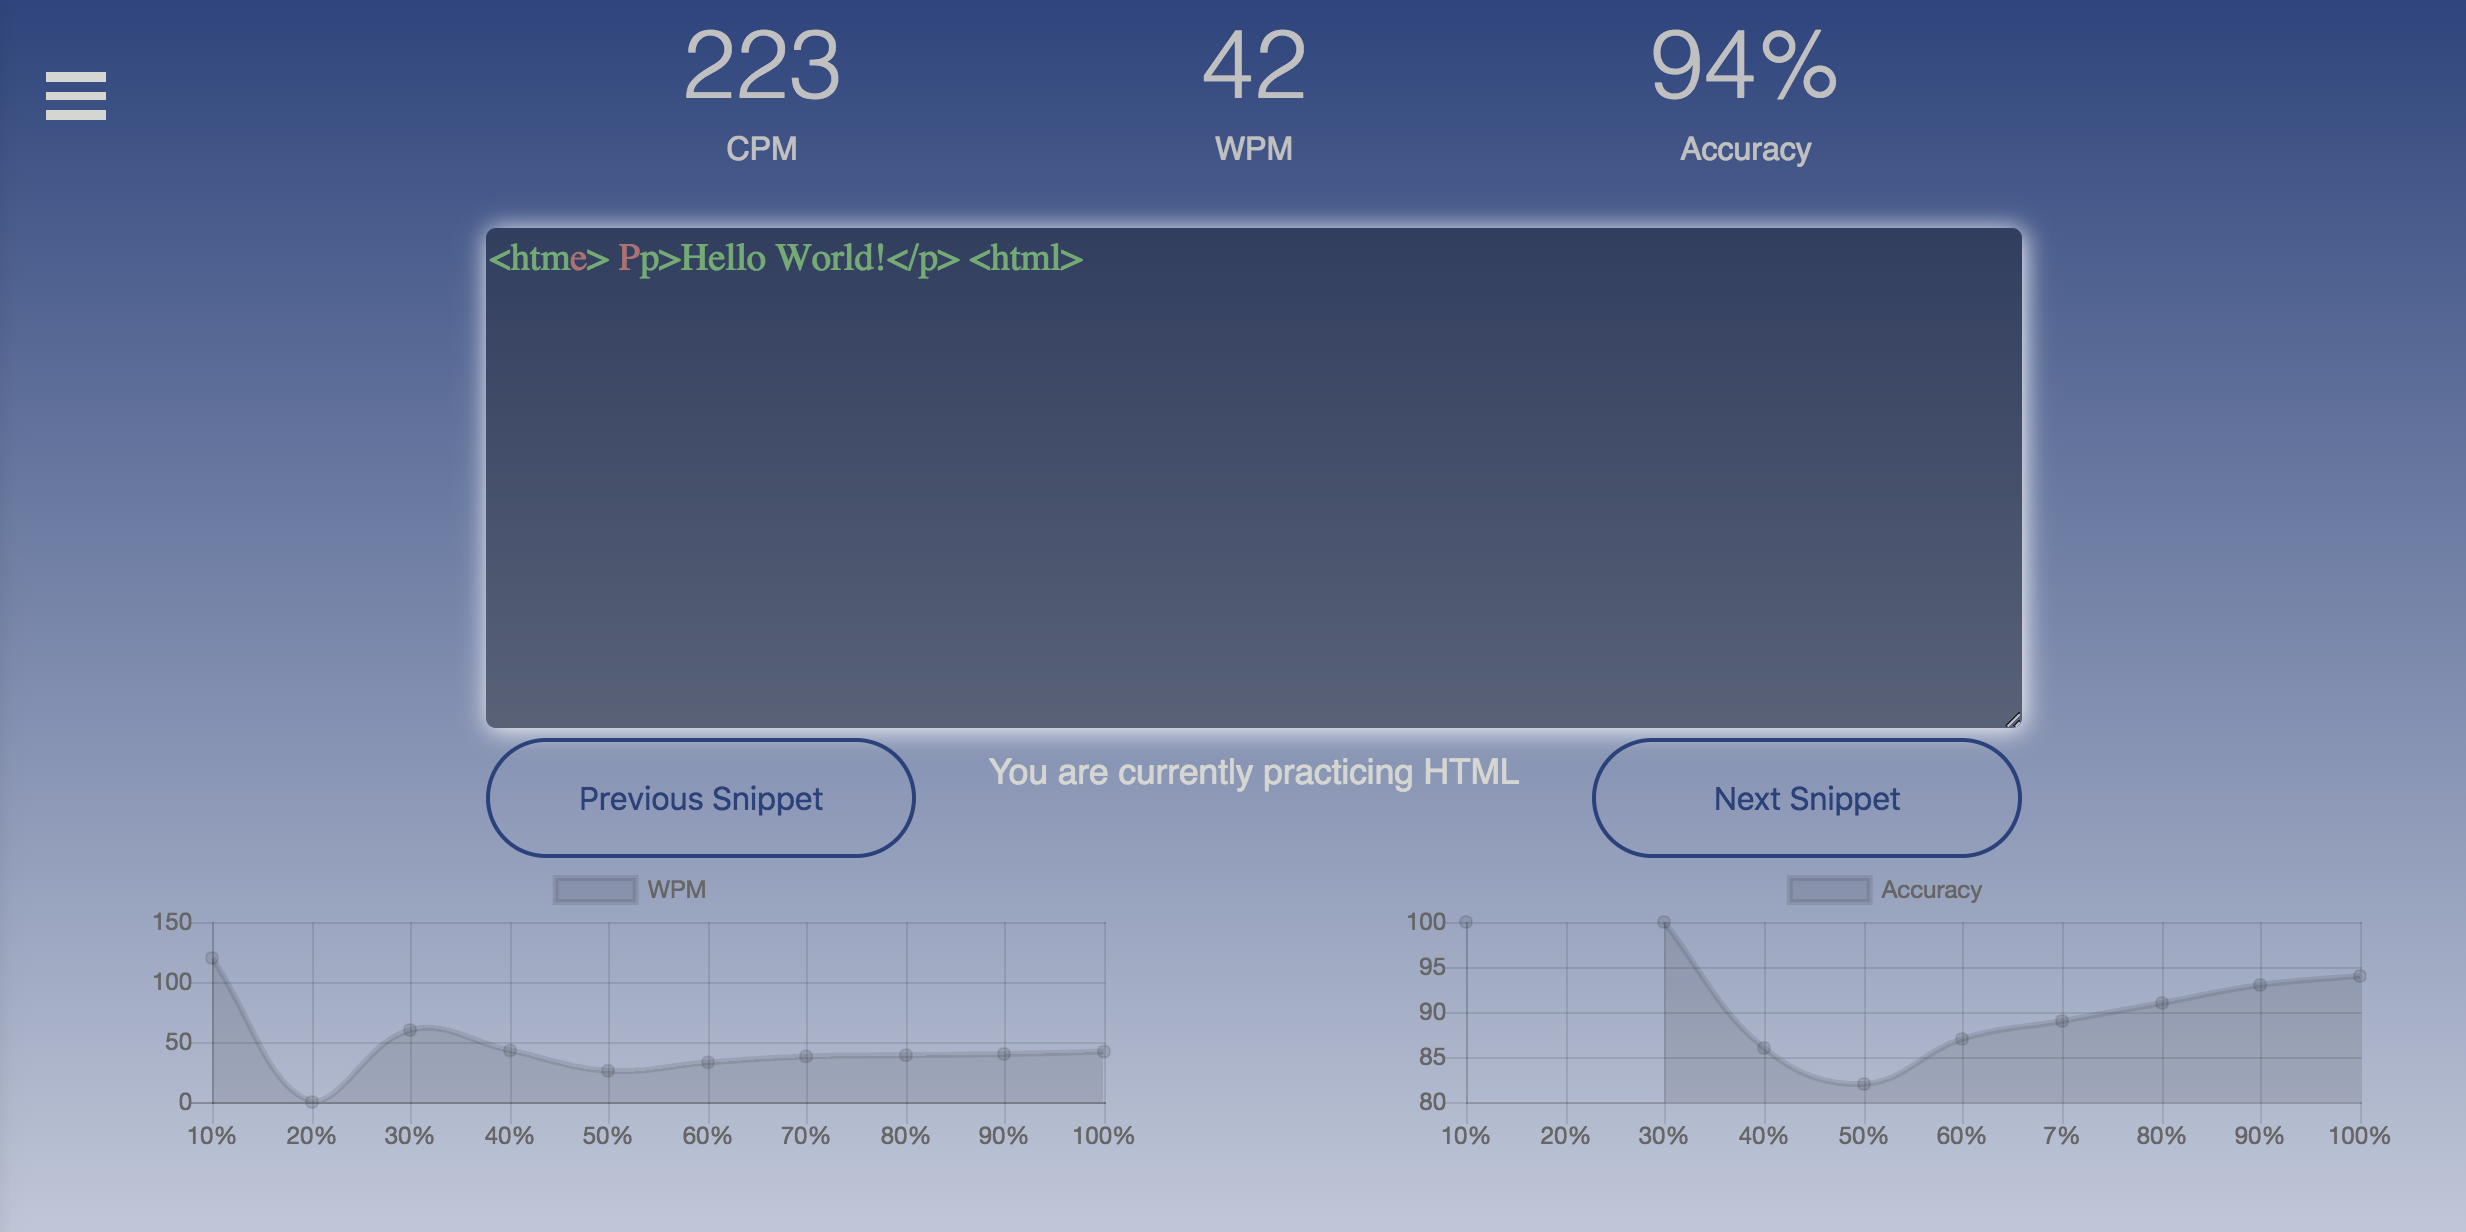 223 42 94%
CPM WPM Accuracy
<htme> Pp>Hello World!</p> <html>
Previous Snippet
You are currently practicing HTML
Next Snippet
WPM
150
100
50
0
10% 20% 30% 40% 50% 60% 70% 80% 90% 100%
Accuracy
100
95
90
85
80
10% 20% 30% 40% 50% 60% 7% 80% 90% 100%